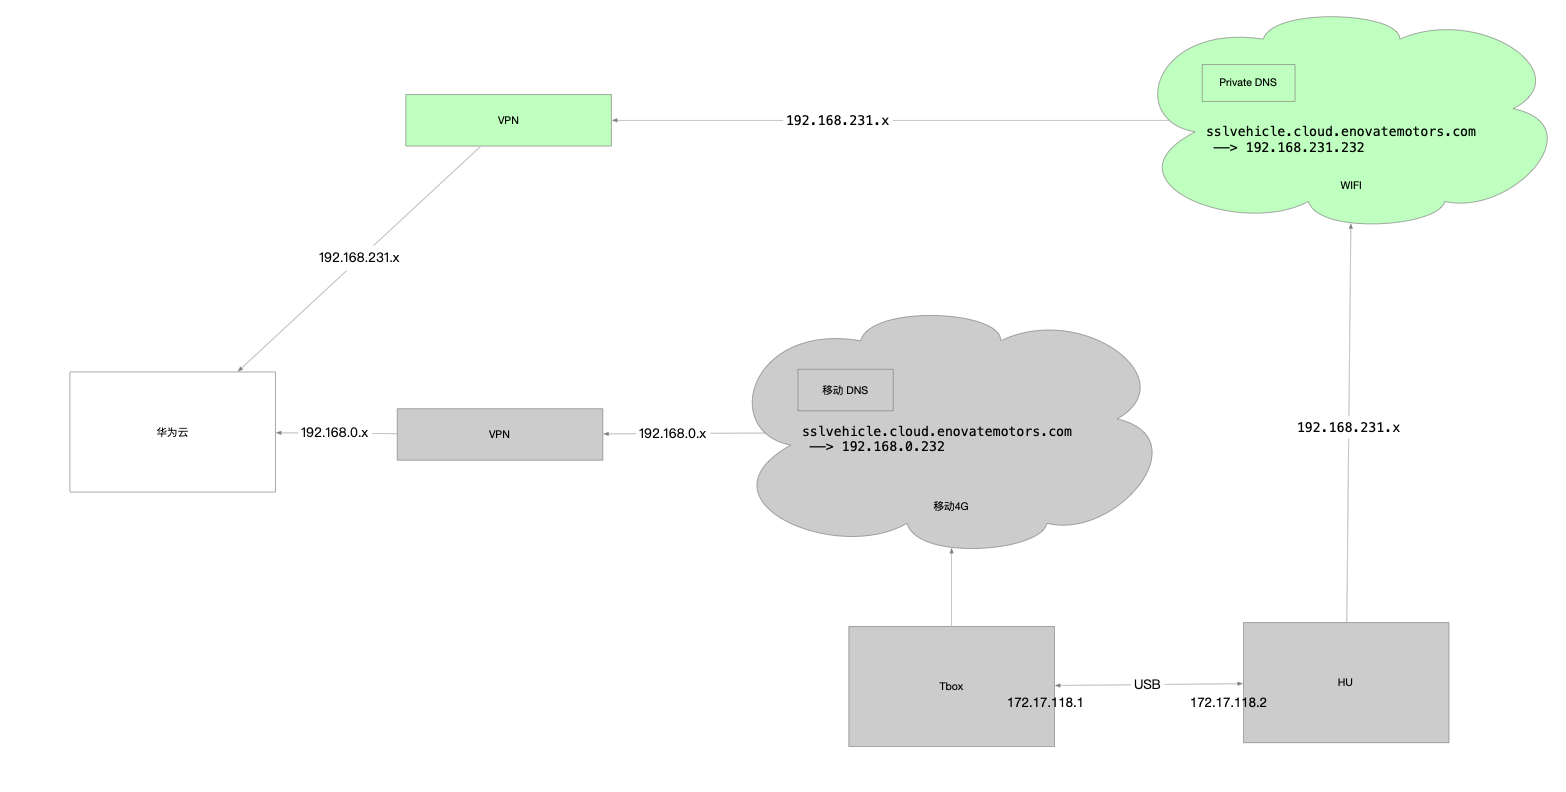 Private DNS
VPN
192.168.231.x
sslvehicle.cloud.enovatemotors.com
——> 192.168.231.232
WIFI
192.168.231.x
移动 DNS
华为云
192.168.0.x
VPN
192.168.0.x
sslvehicle.cloud.enovatemotors.com
——> 192.168.0.232
192.168.231.x
移动4G
Tbox
USB
HU
172.17.118.1
172.17.118.2